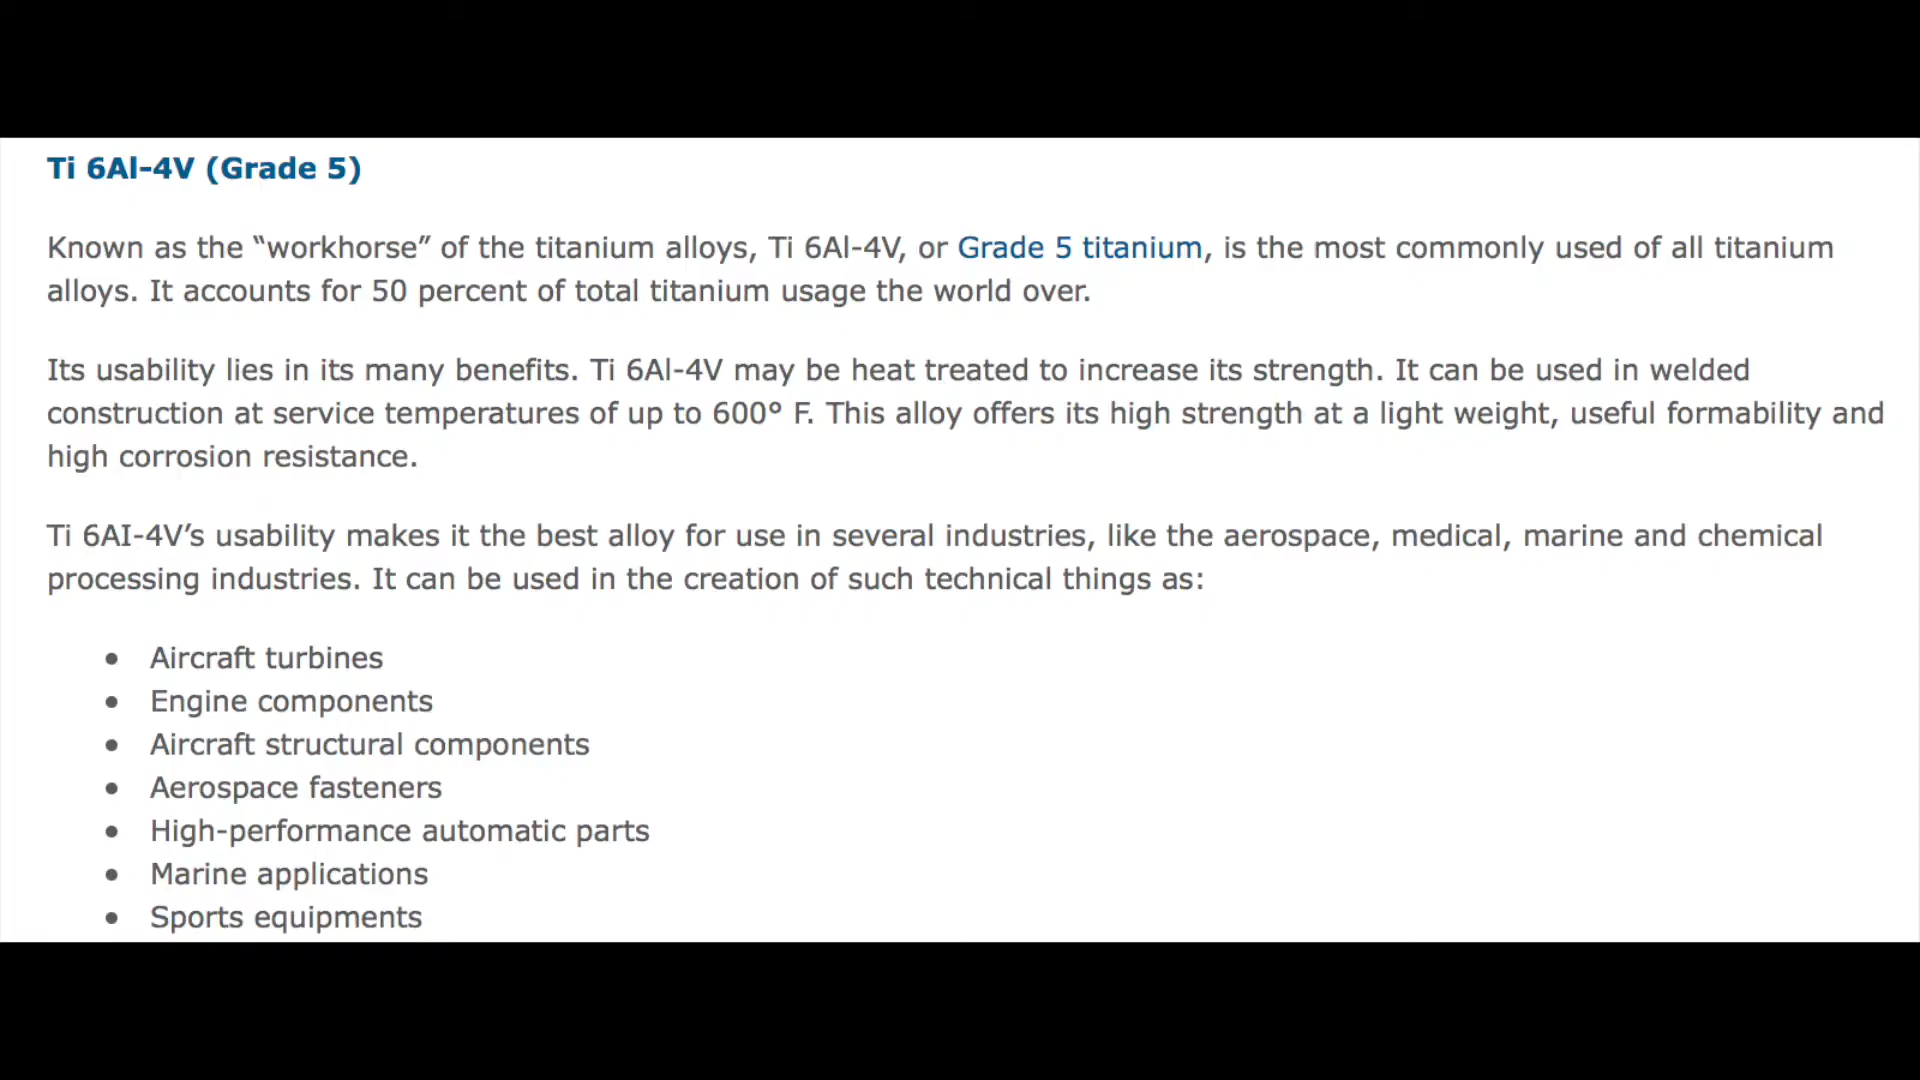 Ti 6Al-4V (Grade 5)
Known as the “workhorse” of the titanium alloys, Ti 6Al-4V, or Grade 5 titanium, is the most commonly used of all titanium
alloys. It accounts for 50 percent of total titanium usage the world over.
Its usability lies in its many benefits. Ti 6Al-4V may be heat treated to increase its strength. It can be used in welded
construction at service temperatures of up to 600° F. This alloy offers its high strength at a light weight, useful formability and
high corrosion resistance.
Ti 6AI-4V’s usability makes it the best alloy for use in several industries, like the aerospace, medical, marine and chemical
processing industries. It can be used in the creation of such technical things as:
• Aircraft turbines
• Engine components
• Aircraft structural components
• Aerospace fasteners
• High-performance automatic parts
• Marine applications
• Sports equipments